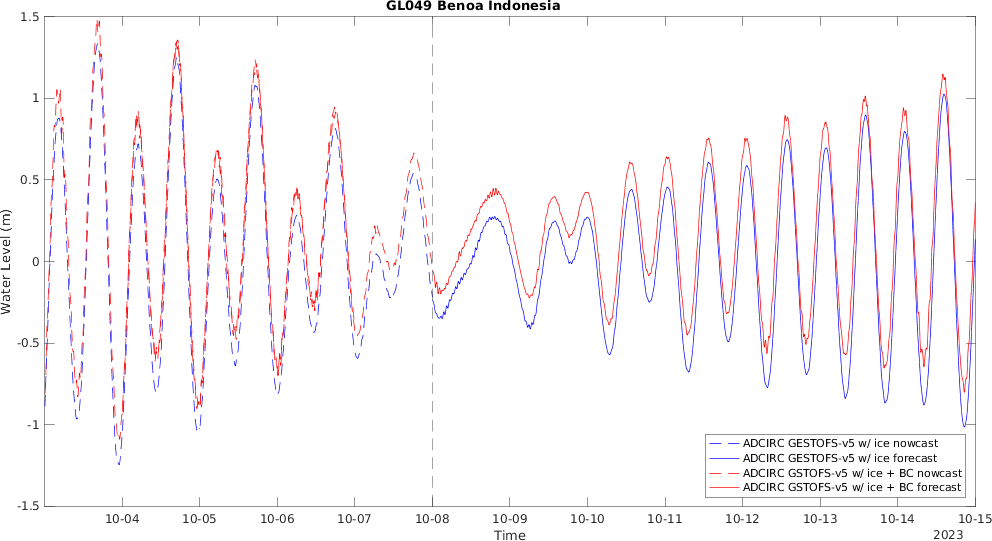 GL049 Benoa Indonesia
1.5
1
0.5
0
-0.5
-1
-1.5
Water Level (m)
ADCIRC GESTOFS-v5 w/ ice nowcast
ADCIRC GESTOFS-v5 w/ ice forecast
ADCIRC GSTOFS-v5 w/ ice + BC nowcast
ADCIRC GSTOFS-v5 w/ ice + BC forecast
10-04 10-05 10-06 10-07 10-08 10-09 10-10 10-11 10-12 10-13 10-14 10-15
Time
2023